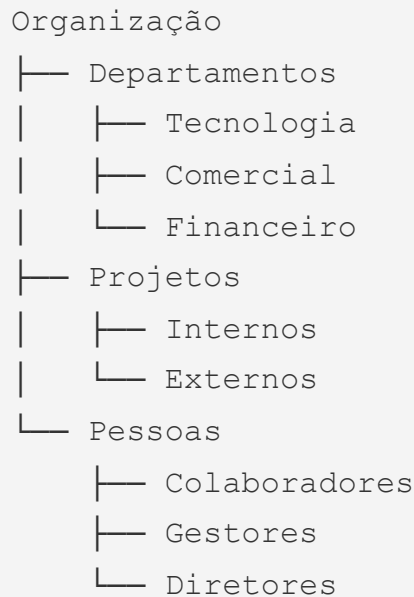 Organização
├── Departamentos
│   ├── Tecnologia
│   ├── Comercial
│   └── Financeiro
├── Projetos
│   ├── Internos
│   └── Externos
└── Pessoas
    ├── Colaboradores
    ├── Gestores
    └── Diretores